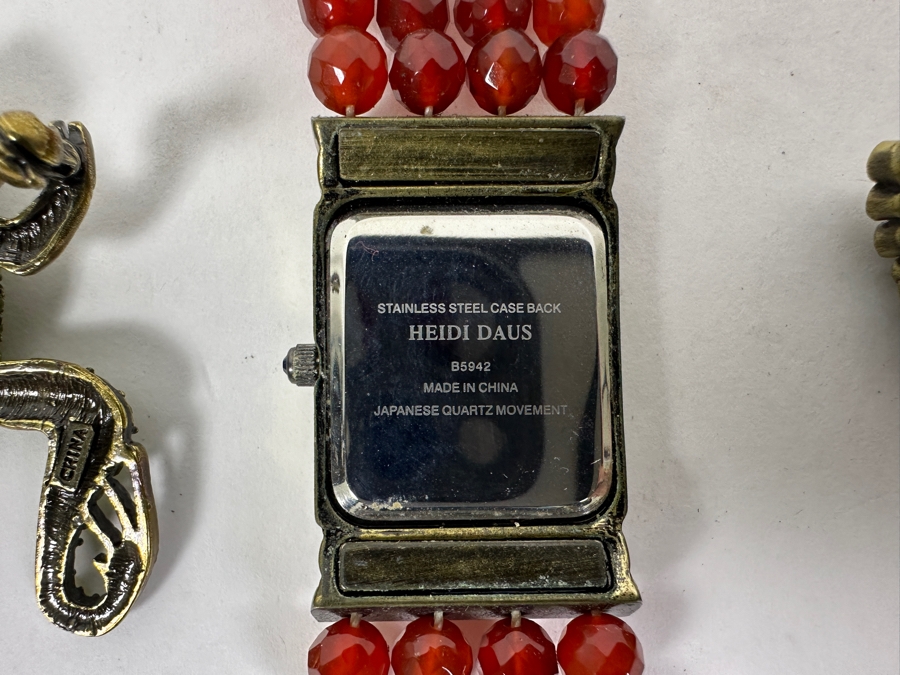 STAINLESS STEEL CASE BACK
HEIDI DAUS
B5942
MADE IN CHINA
JAPANESE QUARTZ MOVEMENT
CHINA